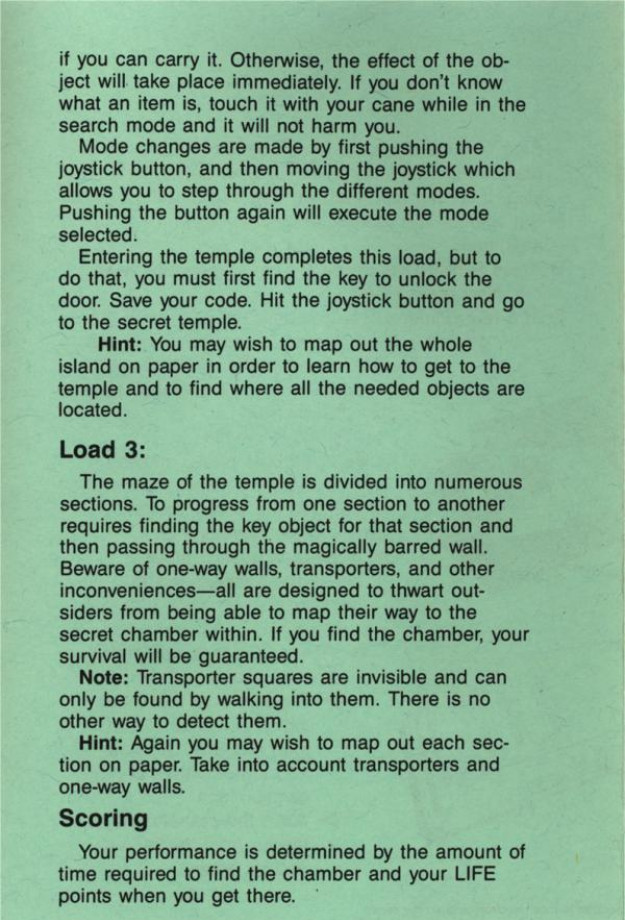 if you can carry it. Otherwise, the effect of the ob-
ject will take place immediately. If you don't know
what an item is, touch it with your cane while in the
search mode and it will not harm you.
Mode changes are made by first pushing the
joystick button, and then moving the joystick which
allows you to step through the different modes.
Pushing the button again will execute the mode
selected.
Entering the temple completes this load, but to
do that, you must first find the key to unlock the
door. Save your code. Hit the joystick button and go
to the secret temple.
Hint: You may wish to map out the whole
island on paper in order to learn how to get to the
temple and to find where all the needed objects are
located.
Load 3:
The maze of the temple is divided into numerous
sections. To progress from one section to another
requires finding the key object for that section and
then passing through the magically barred wall.
Beware of one-way walls, transporters, and other
inconveniences—all are designed to thwart out-
siders from being able to map their way to the
secret chamber within. If you find the chamber, your
survival will be guaranteed.
Note: Transporter squares are invisible and can
only be found by walking into them. There is no
other way to detect them.
Hint: Again you may wish to map out each sec-
tion on paper. Take into account transporters and
one-way walls.
Scoring
Your performance is determined by the amount of
time required to find the chamber and your LIFE
points when you get there.